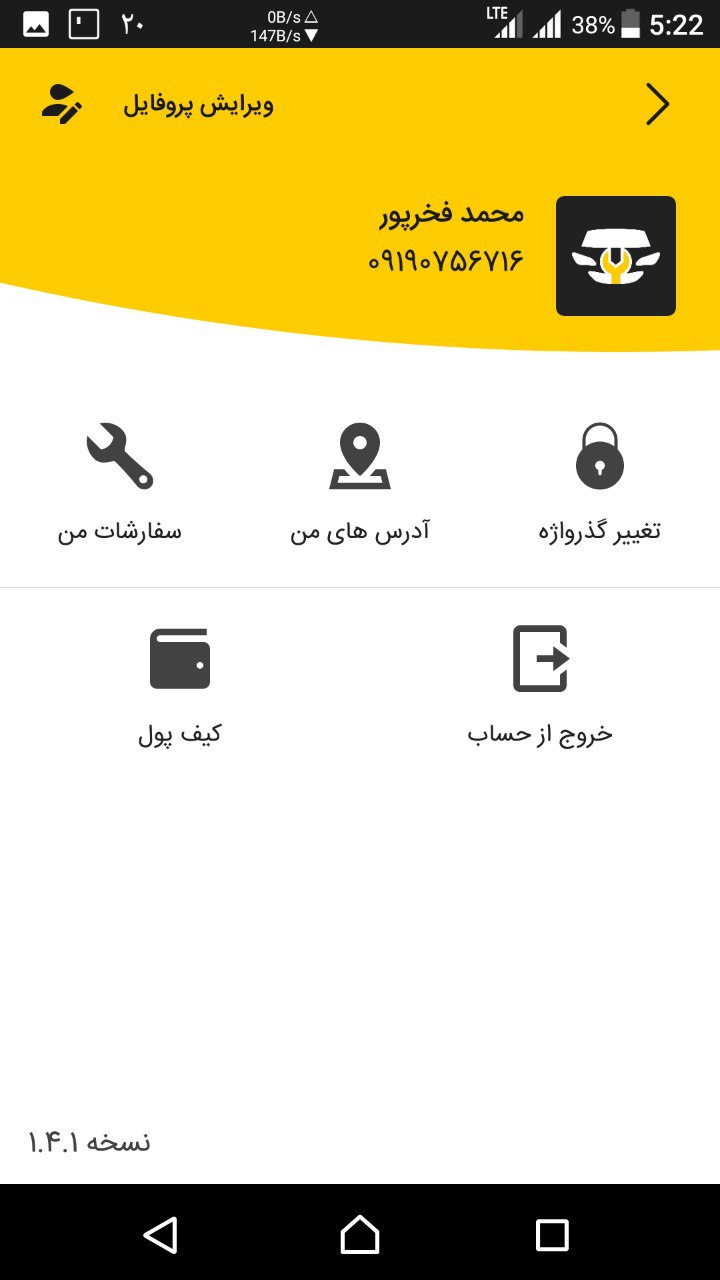 ۲۰
0B/s
147B/s
LTE
38%
5:22
ویرایش پروفایل
محمد فخرپور
۰۹۱۹۰۷۵۶۷۱۶
تغییر گذرواژه
آدرس های من
سفارشات من
خروج از حساب
کیف پول
نسخه ۱.۴.۱